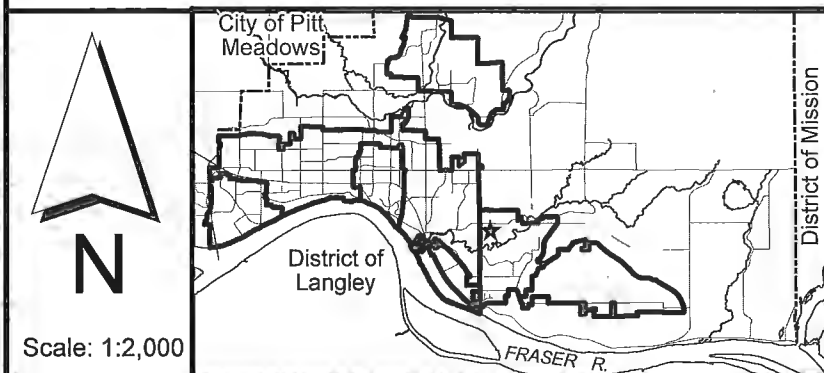 N
Scale: 1:2,000
City of Pitt
Meadows
District of
Langley
FRASER R.
District of Mission